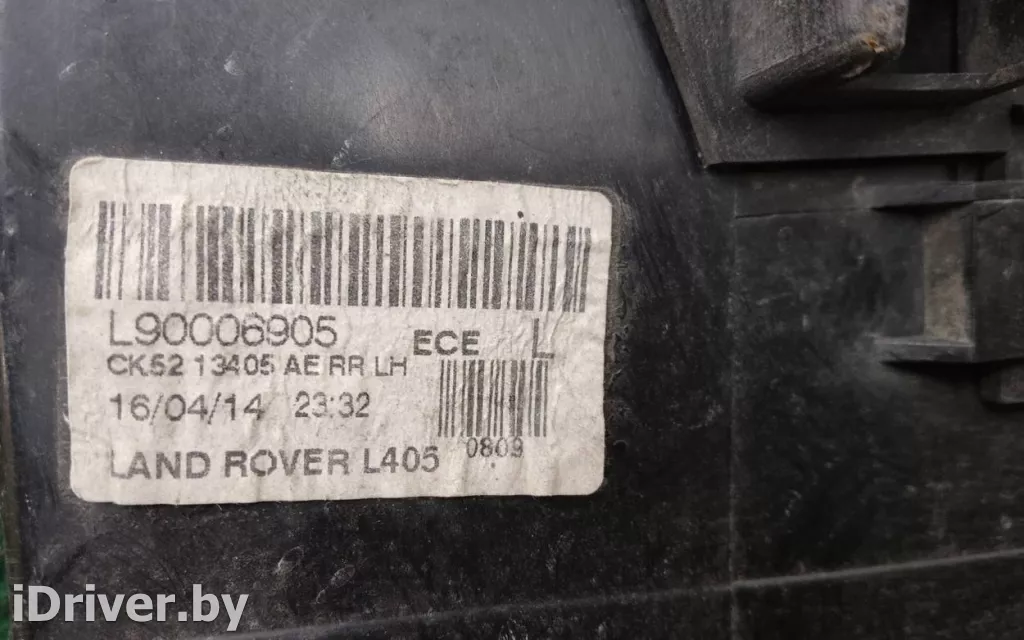 L90006905 ECE L
CK52 13405 AE RR LH
16/04/14 23:32
0809
LAND ROVER L405
iDriver.by